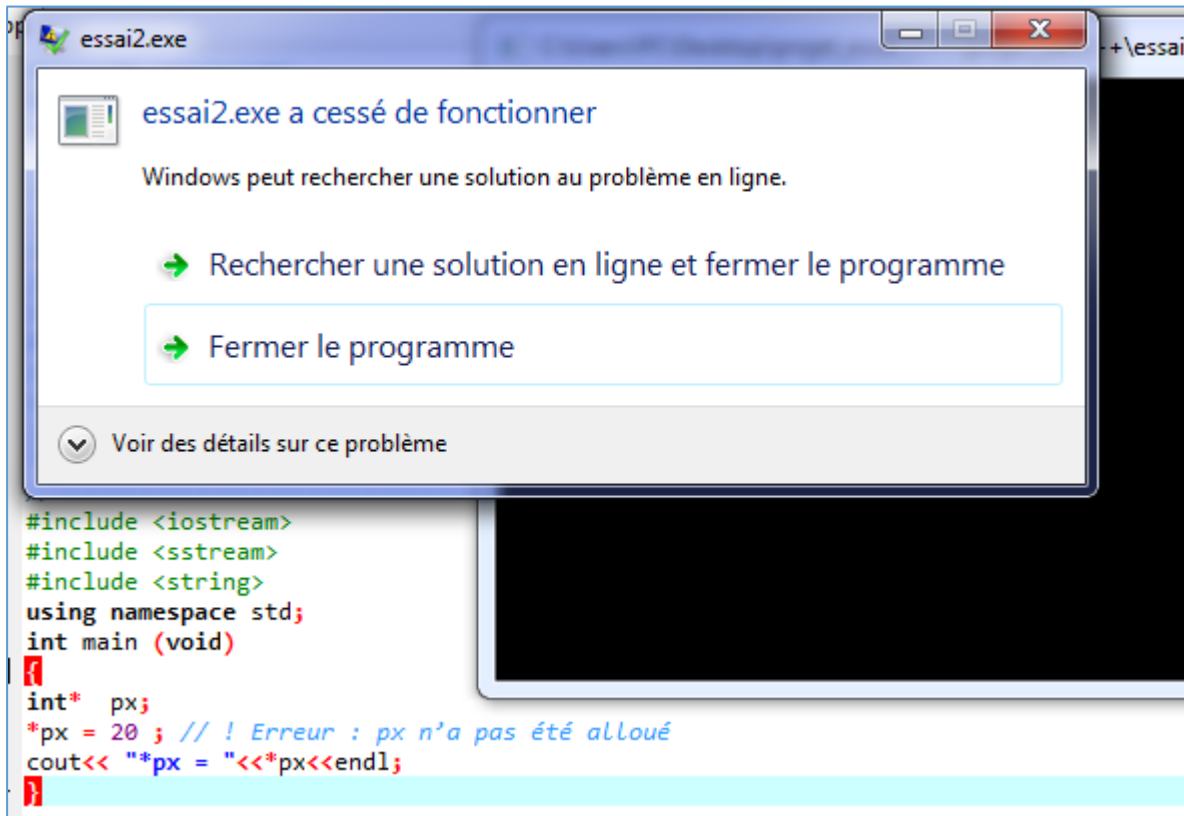 essai2.exe
+\essai
essai2.exe a cessé de fonctionner
Windows peut rechercher une solution au problème en ligne.
Rechercher une solution en ligne et fermer le programme
Fermer le programme
Voir des détails sur ce problème
#include <iostream>
#include <sstream>
#include <string>
using namespace std;
int main (void)
{
int*  px;
*px = 20 ; // ! Erreur : px n’a pas été alloué
cout<< "*px = "<<*px<<endl;
}